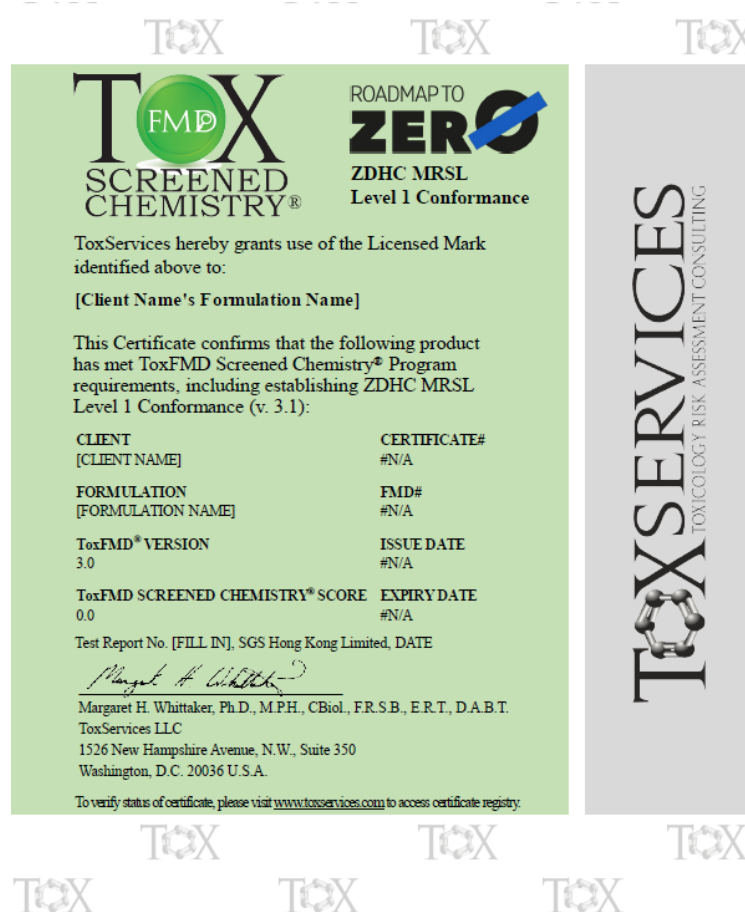 TOX TOX TOX
TOX
FMD
SCREENED
CHEMISTRY®
ROADMAP TO
ZERO
ZDHC MRSL
Level 1 Conformance
ToxServices hereby grants use of the Licensed Mark
identified above to:
[Client Name's Formulation Name]
This Certificate confirms that the following product
has met ToxFMD Screened Chemistry® Program
requirements, including establishing ZDHC MRSL
Level 1 Conformance (v. 3.1):
CLIENT CERTIFICATE#
[CLIENT NAME] #N/A
FORMULATION FMD#
[FORMULATION NAME] #N/A
ToxFMD® VERSION ISSUE DATE
3.0 #N/A
ToxFMD SCREENED CHEMISTRY® SCORE EXPIRY DATE
0.0 #N/A
Test Report No. [FILL IN], SGS Hong Kong Limited, DATE
Margaret H. Whittaker
Margaret H. Whittaker, Ph.D., M.P.H., CBiol., F.R.S.B., E.R.T., D.A.B.T.
ToxServices LLC
1526 New Hampshire Avenue, N.W., Suite 350
Washington, D.C. 20036 U.S.A.
To verify status of certificate, please visit www.toxservices.com to access certificate registry.
TOXSERVICES
TOXICOLOGY RISK ASSESSMENT CONSULTING
TOX TOX TOX
TOX TOX TOX